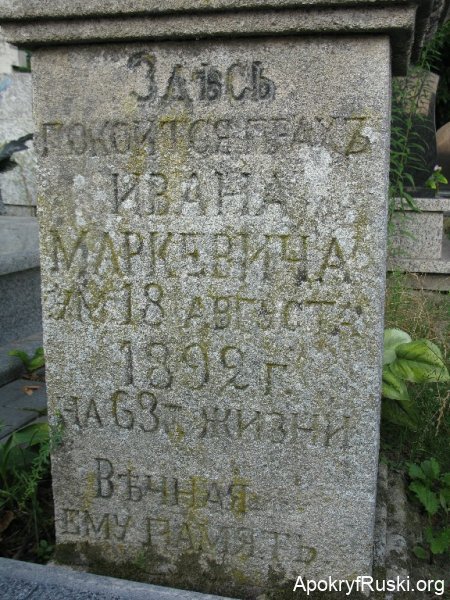 Здѣсь
покоится прахъ
Ивана
Маркевича
ум 18 августа
1892 г.
на 63 г. жизни
Вѣчная
ему память
ApokryfRuski.org